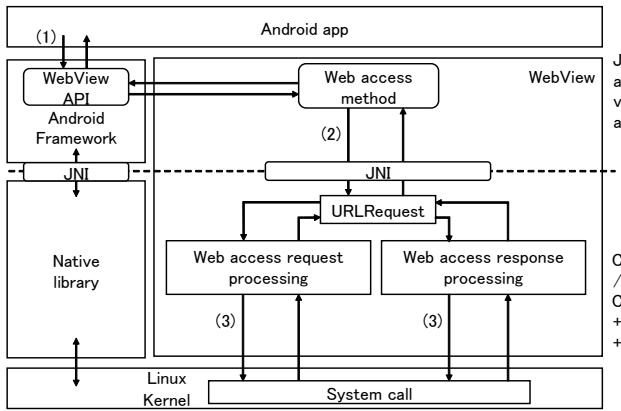 Android app
(1)
WebView
API
Android
Framework
JNI
Native
library
Web access
method
WebView
(2)
JNI
URLRequest
Web access request
processing
Web access response
processing
(3)
(3)
Linux
Kernel
System call
J
a
v
a
C
/
C
+
+